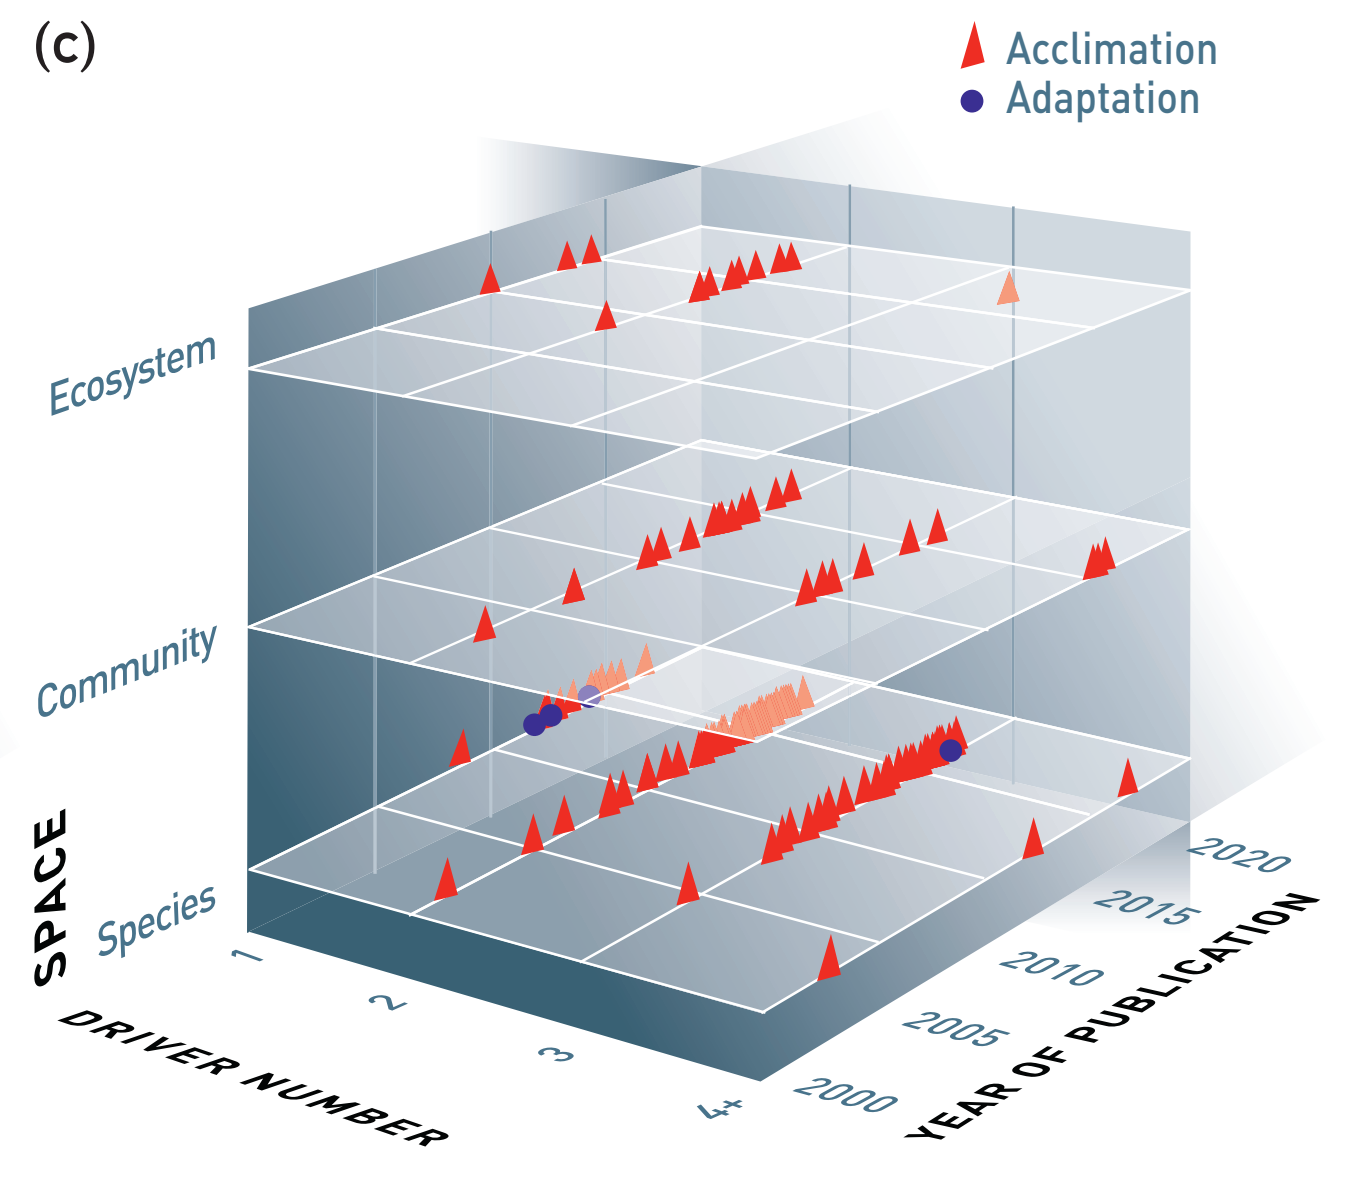 (c)
Acclimation
Adaptation
Ecosystem
Community
Species
SPACE
1
2
3
4+
DRIVER NUMBER
2000
2005
2010
2015
2020
YEAR OF PUBLICATION